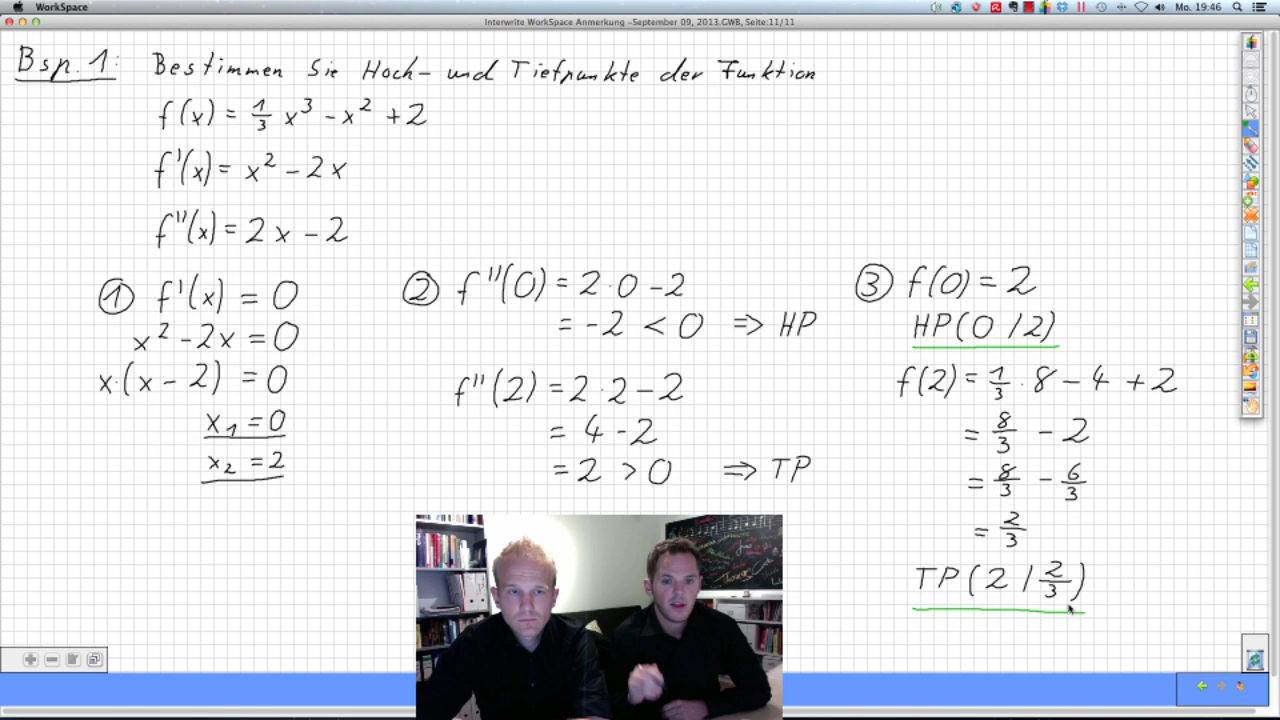 WorkSpace
Mo. 19:46
Interwrite WorkSpace Anmerkung -September 09, 2013.GWB, Seite:11/11
Bsp. 1: Bestimmen Sie Hoch- und Tiefpunkte der Funktion
f(x) = 1/3 x³ - x² + 2
f'(x) = x² - 2x
f''(x) = 2x - 2
① f'(x) = 0
x² - 2x = 0
x·(x - 2) = 0
x₁ = 0
x₂ = 2
② f''(0) = 2·0 - 2
= -2 < 0 ⇒ HP
f''(2) = 2·2 - 2
= 4 - 2
= 2 > 0 ⇒ TP
③ f(0) = 2
HP(0 / 2)
f(2) = 1/3 · 8 - 4 + 2
= 8/3 - 2
= 8/3 - 6/3
= 2/3
TP(2 / 2/3)